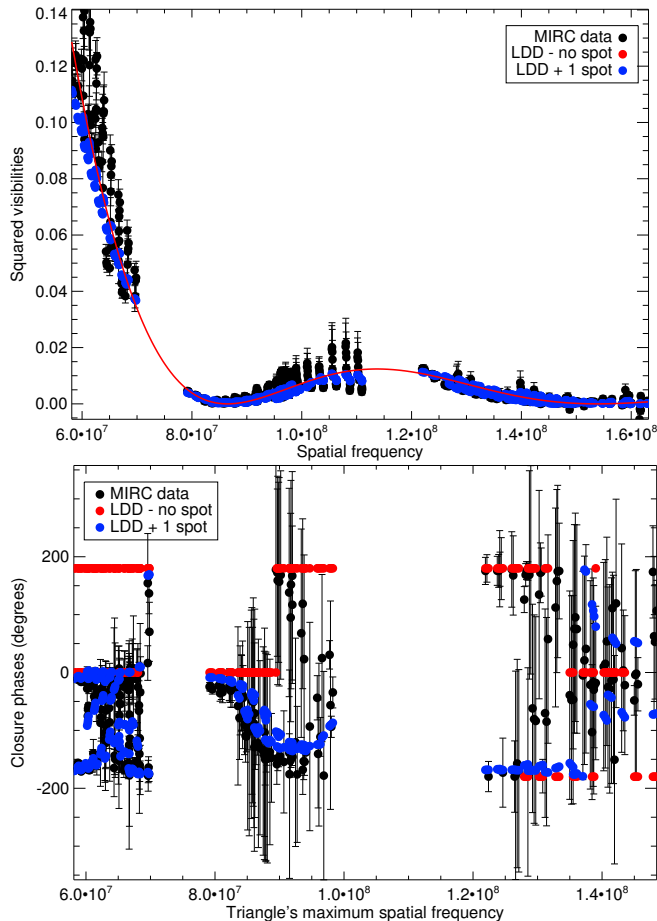 0.14
0.12
0.10
0.08
0.06
0.04
0.02
0.00
Squared visibilities
MIRC data
LDD - no spot
LDD + 1 spot
6.0•10⁷ 8.0•10⁷ 1.0•10⁸ 1.2•10⁸ 1.4•10⁸ 1.6•10⁸
Spatial frequency
MIRC data
LDD - no spot
LDD + 1 spot
200
0
-200
Closure phases (degrees)
6.0•10⁷ 8.0•10⁷ 1.0•10⁸ 1.2•10⁸ 1.4•10⁸
Triangle's maximum spatial frequency